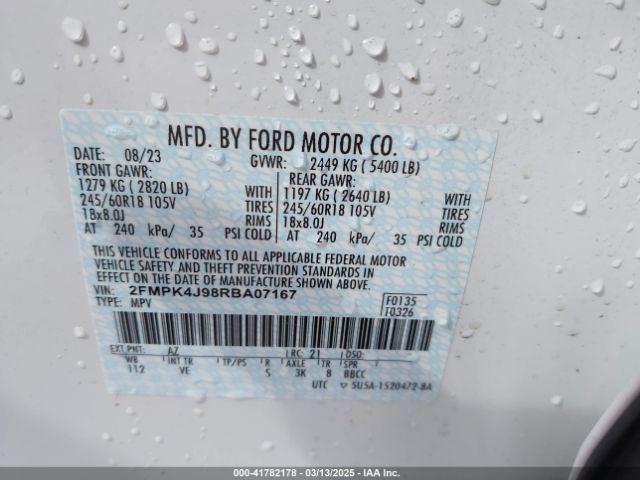 MFD. BY FORD MOTOR CO.
DATE: 08/23 GVWR: 2449 KG ( 5400 LB)
FRONT GAWR: REAR GAWR:
1279 KG ( 2820 LB) WITH 1197 KG ( 2640 LB) WITH
245/60R18 105V TIRES 245/60R18 105V TIRES
18x8.0J RIMS 18x8.0J RIMS
AT 240 kPa/ 35 PSI COLD AT 240 kPa/ 35 PSI COLD
THIS VEHICLE CONFORMS TO ALL APPLICABLE FEDERAL MOTOR
VEHICLE SAFETY AND THEFT PREVENTION STANDARDS IN
EFFECT ON THE DATE OF MANUFACTURE SHOWN ABOVE.
VIN: 2FMPK4J98RBA07167 F0135
TYPE: MPV T0326
EXT PNT: AZ RC: 21 DSO:
WB INT TR TP/PS R AXLE TR SPR
112 VE 5 3K 8 BBCC
UTC 5U5A-1520472-BA
000-41782178 - 03/13/2025 - IAA Inc.